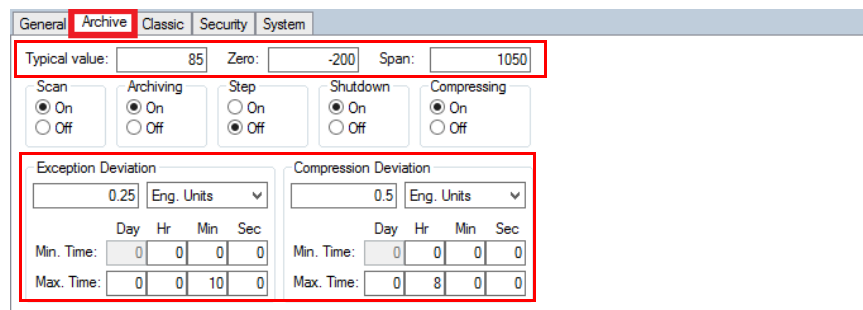 General Archive Classic Security System
Typical value: 85 Zero: -200 Span: 1050
Scan Archiving Step Shutdown Compressing
On On On On On
Off Off Off Off Off
Exception Deviation Compression Deviation
0.25 Eng. Units 0.5 Eng. Units
Day Hr Min Sec Day Hr Min Sec
Min. Time: 0 0 0 0 Min. Time: 0 0 0 0
Max. Time: 0 0 10 0 Max. Time: 0 8 0 0